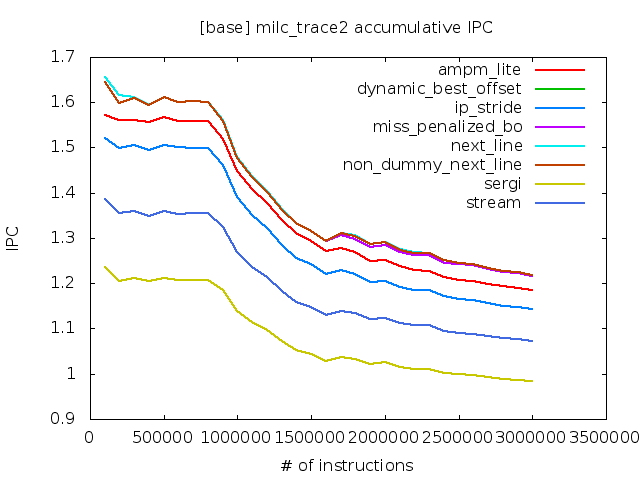 [base] milc_trace2 accumulative IPC
1.7
1.6
1.5
1.4
1.3
1.2
1.1
1
0.9
IPC
ampm_lite
dynamic_best_offset
ip_stride
miss_penalized_bo
next_line
non_dummy_next_line
sergi
stream
0 500000 1000000 1500000 2000000 2500000 3000000 3500000
# of instructions